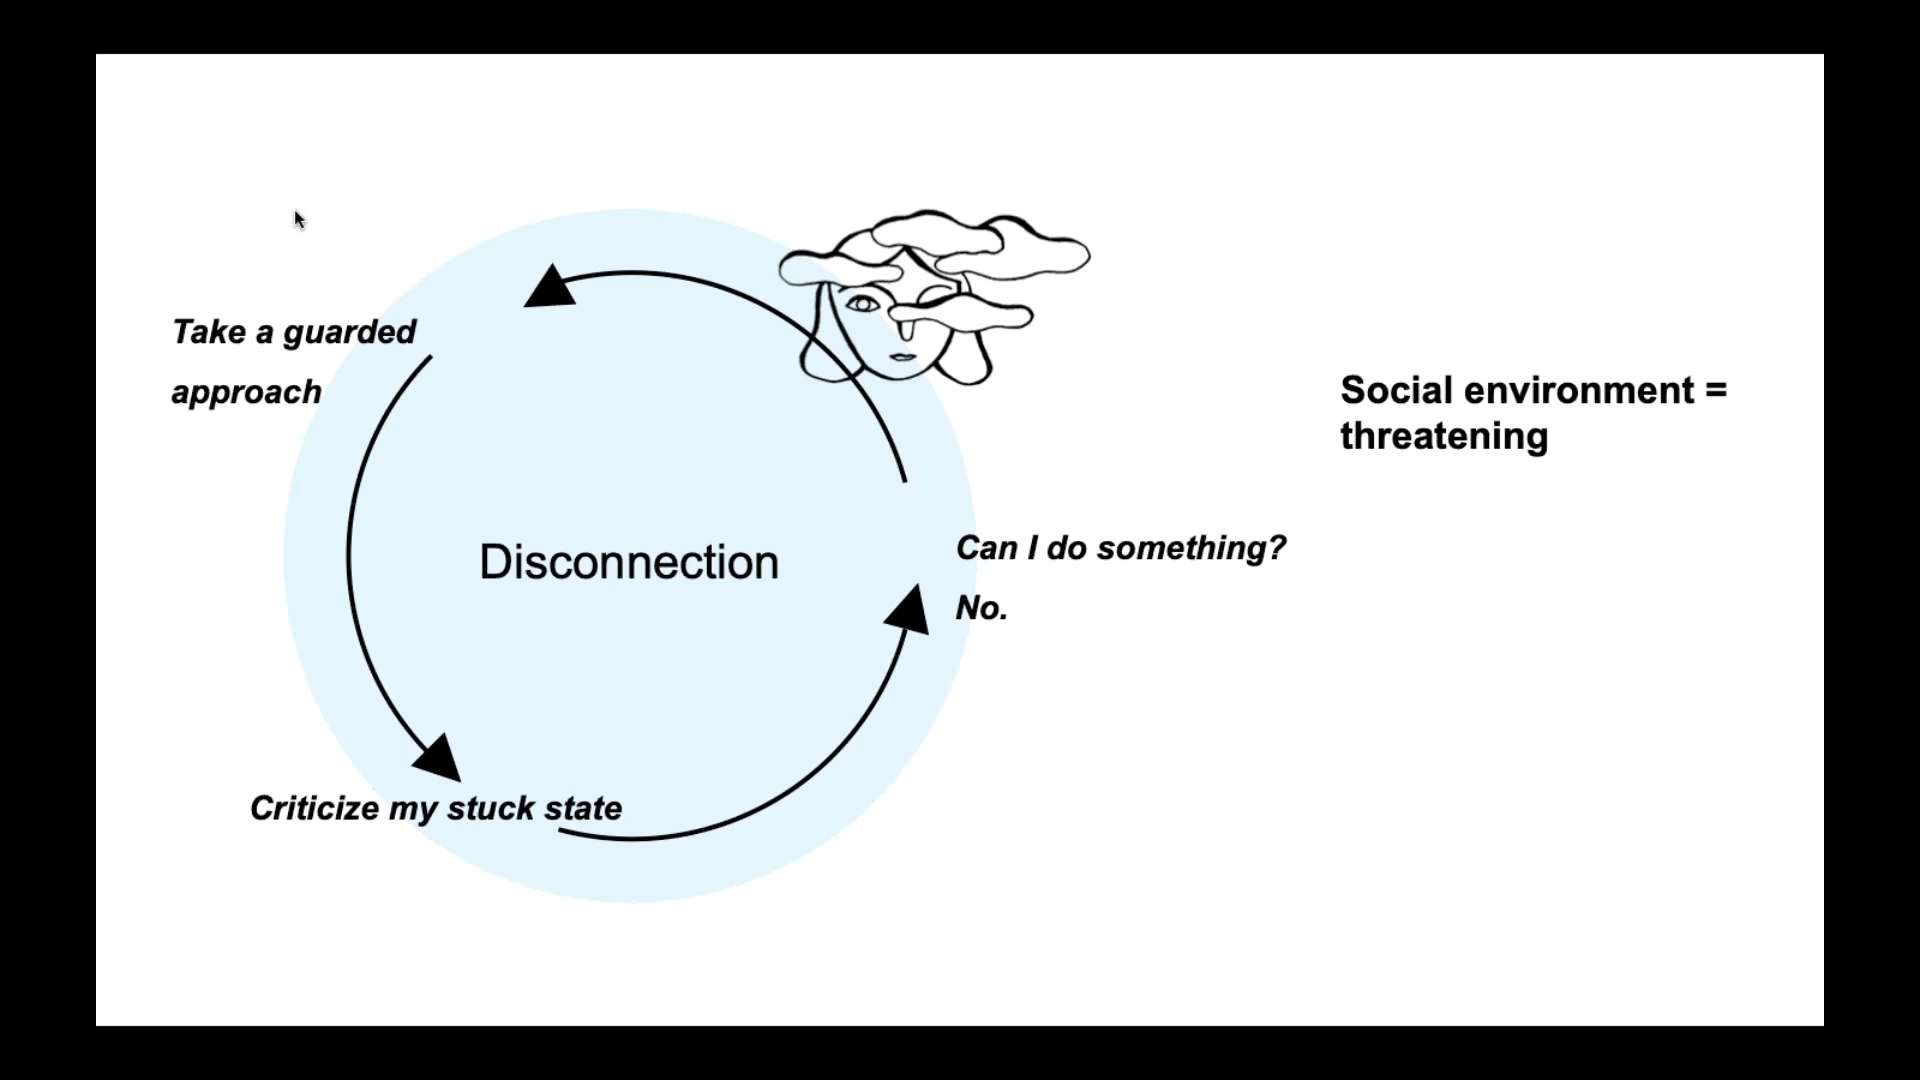 Take a guarded
approach
Social environment =
threatening
Disconnection
Can I do something?
No.
Criticize my stuck state